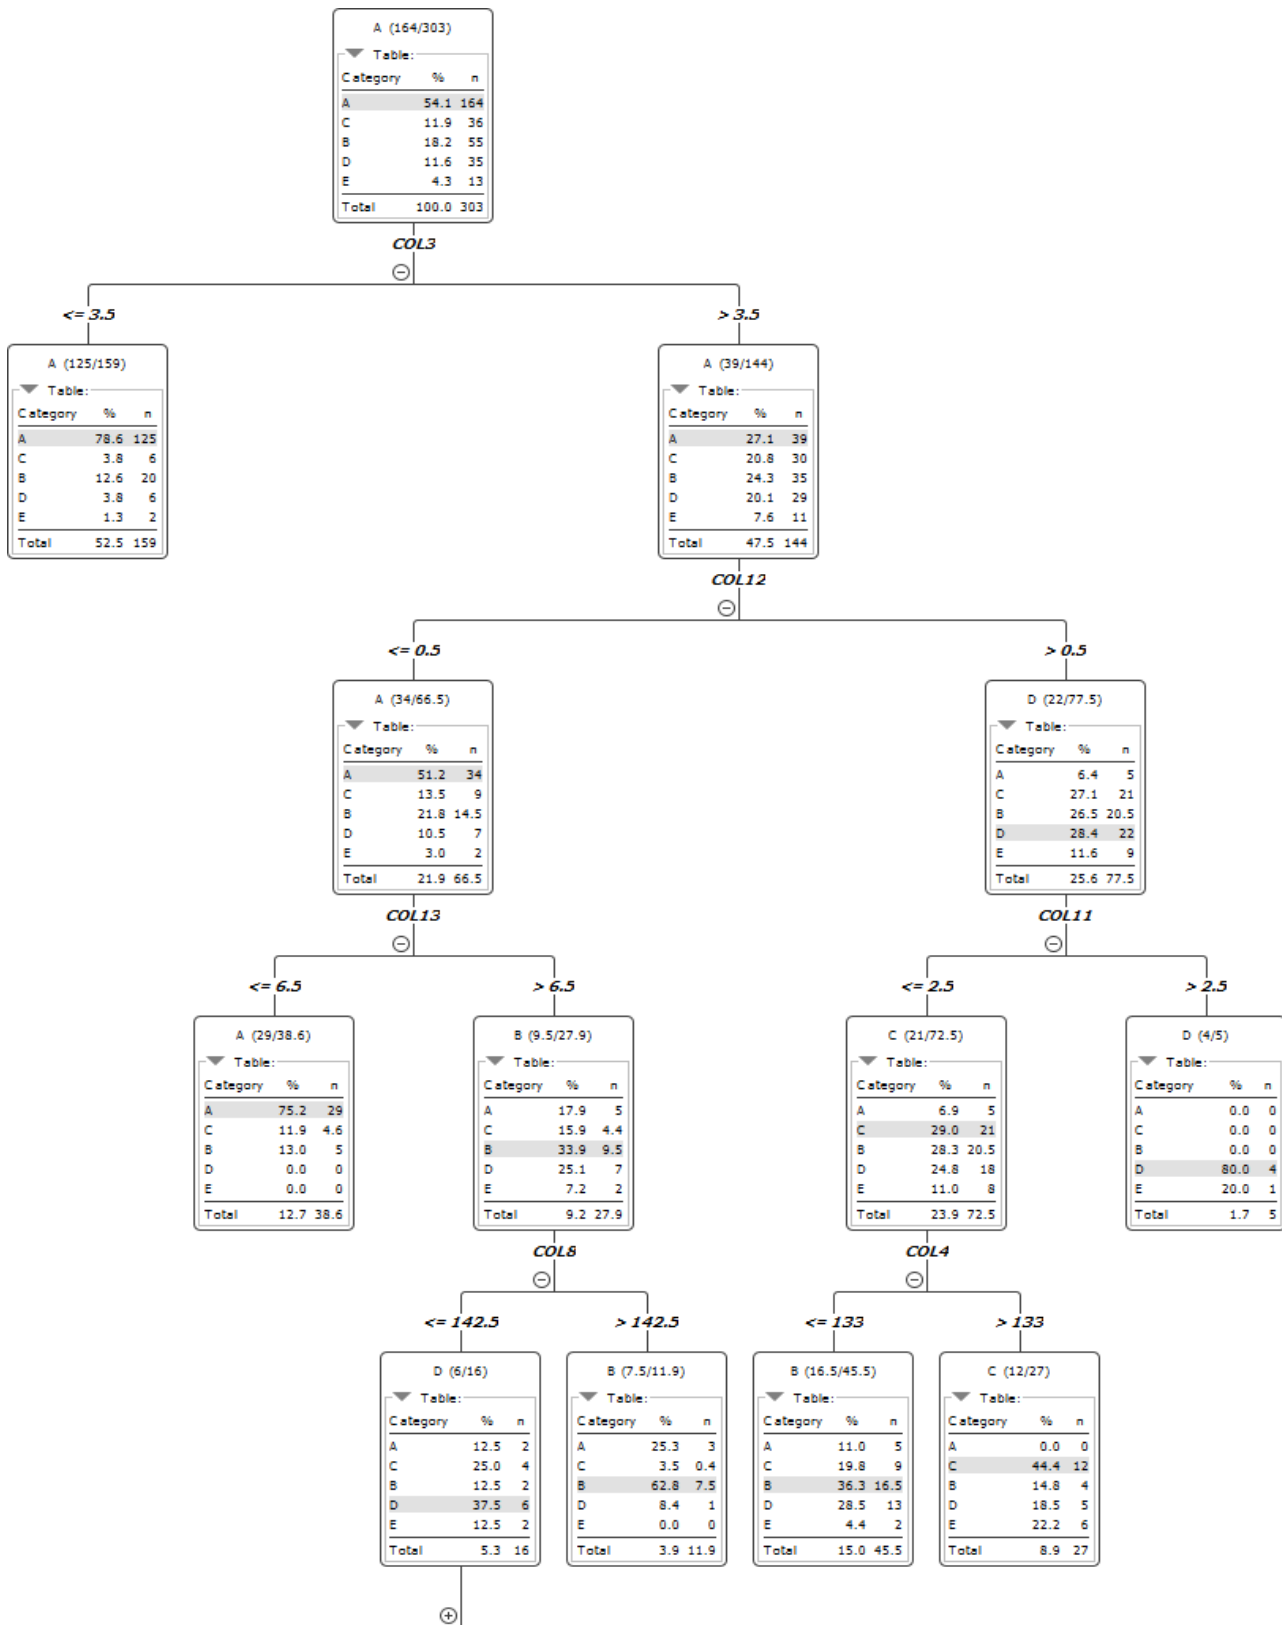 A (164/303)
Table:
Category % n
A 54.1 164
C 11.9 36
B 18.2 55
D 11.6 35
E 4.3 13
Total 100.0 303
COL3
<= 3.5
> 3.5
A (125/159)
Table:
Category % n
A 78.6 125
C 3.8 6
B 12.6 20
D 3.8 6
E 1.3 2
Total 52.5 159
A (39/144)
Table:
Category % n
A 27.1 39
C 20.8 30
B 24.3 35
D 20.1 29
E 7.6 11
Total 47.5 144
COL12
<= 0.5
> 0.5
A (34/66.5)
Table:
Category % n
A 51.2 34
C 13.5 9
B 21.8 14.5
D 10.5 7
E 3.0 2
Total 21.9 66.5
D (22/77.5)
Table:
Category % n
A 6.4 5
C 27.1 21
B 26.5 20.5
D 28.4 22
E 11.6 9
Total 25.6 77.5
COL13
COL11
<= 6.5
> 6.5
<= 2.5
> 2.5
A (29/38.6)
Table:
Category % n
A 75.2 29
C 11.9 4.6
B 13.0 5
D 0.0 0
E 0.0 0
Total 12.7 38.6
B (9.5/27.9)
Table:
Category % n
A 17.9 5
C 15.9 4.4
B 33.9 9.5
D 25.1 7
E 7.2 2
Total 9.2 27.9
C (21/72.5)
Table:
Category % n
A 6.9 5
C 29.0 21
B 28.3 20.5
D 24.8 18
E 11.0 8
Total 23.9 72.5
D (4/5)
Table:
Category % n
A 0.0 0
C 0.0 0
B 0.0 0
D 80.0 4
E 20.0 1
Total 1.7 5
COL8
COL4
<= 142.5
> 142.5
<= 133
> 133
D (6/16)
Table:
Category % n
A 12.5 2
C 25.0 4
B 12.5 2
D 37.5 6
E 12.5 2
Total 5.3 16
B (7.5/11.9)
Table:
Category % n
A 25.3 3
C 3.5 0.4
B 62.8 7.5
D 8.4 1
E 0.0 0
Total 3.9 11.9
B (16.5/45.5)
Table:
Category % n
A 11.0 5
C 19.8 9
B 36.3 16.5
D 28.5 13
E 4.4 2
Total 15.0 45.5
C (12/27)
Table:
Category % n
A 0.0 0
C 44.4 12
B 14.8 4
D 18.5 5
E 22.2 6
Total 8.9 27